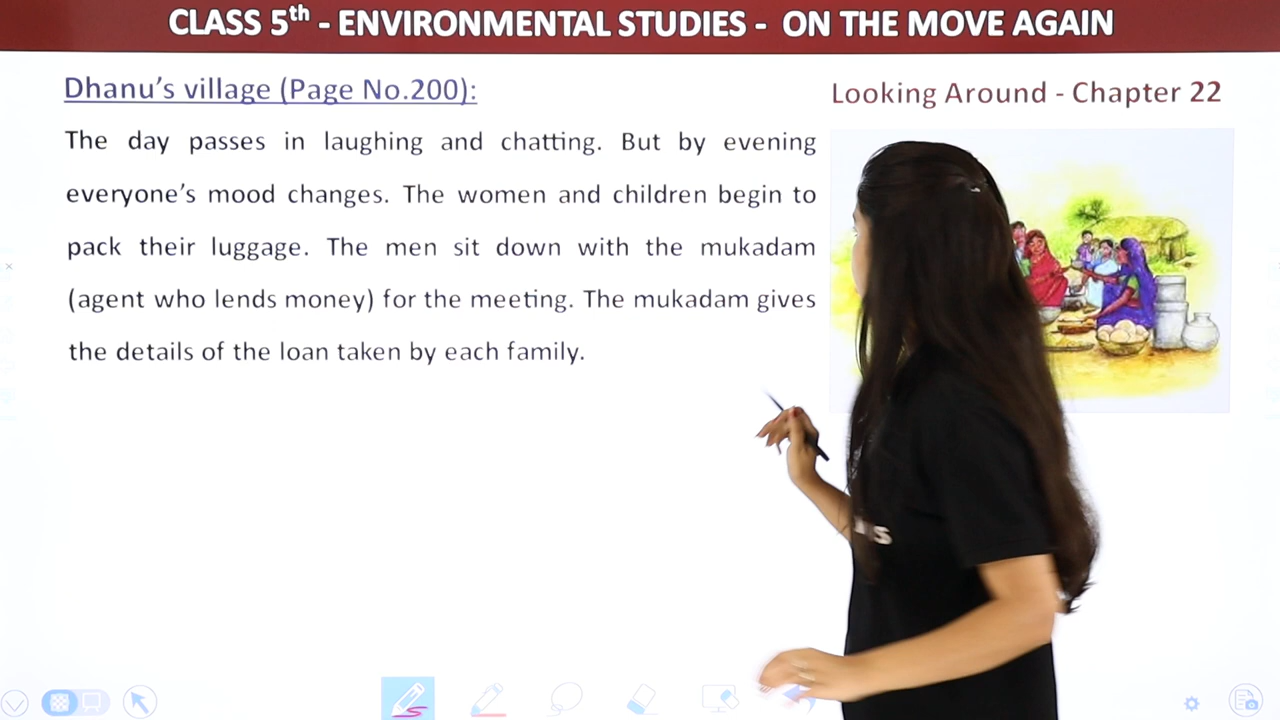 CLASS 5th - ENVIRONMENTAL STUDIES - ON THE MOVE AGAIN
Dhanu's village (Page No.200):
Looking Around - Chapter 22
The day passes in laughing and chatting. But by evening
everyone's mood changes. The women and children begin to
pack their luggage. The men sit down with the mukadam
(agent who lends money) for the meeting. The mukadam gives
the details of the loan taken by each family.